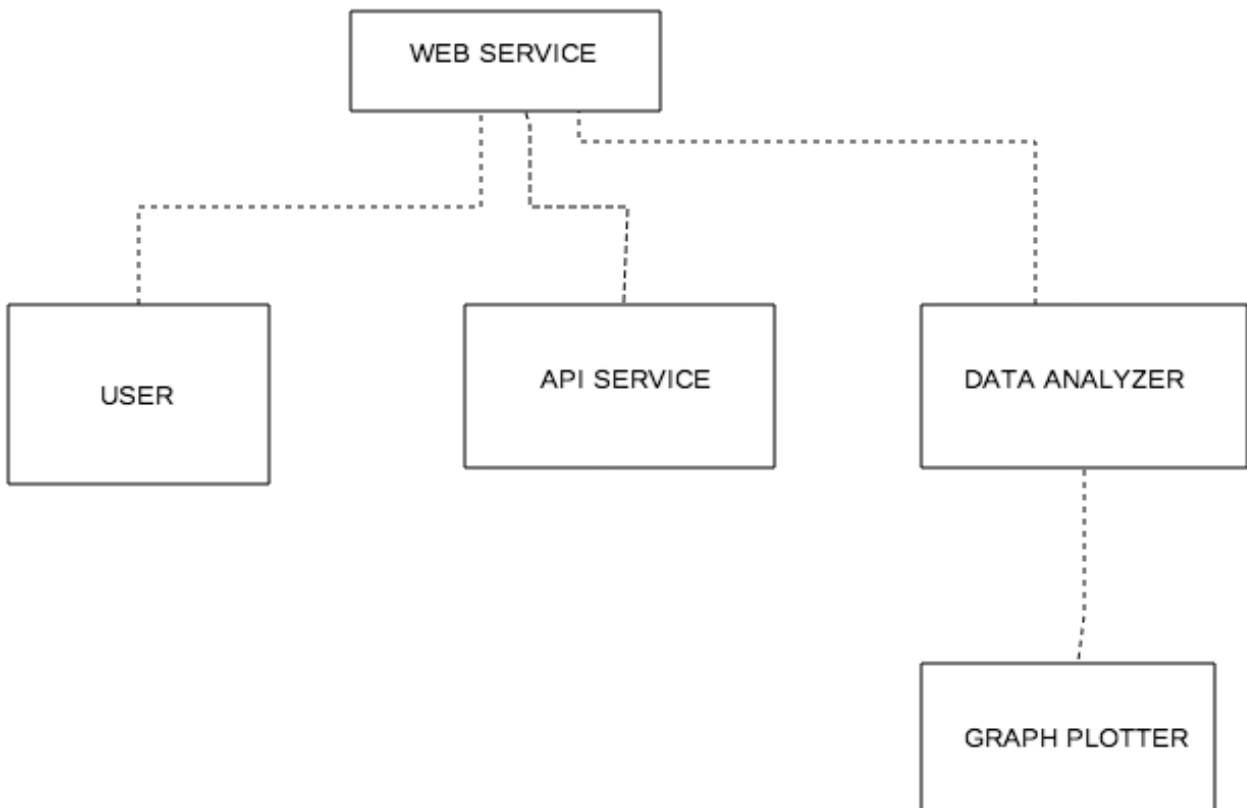 WEB SERVICE
USER
API SERVICE
DATA ANALYZER
GRAPH PLOTTER